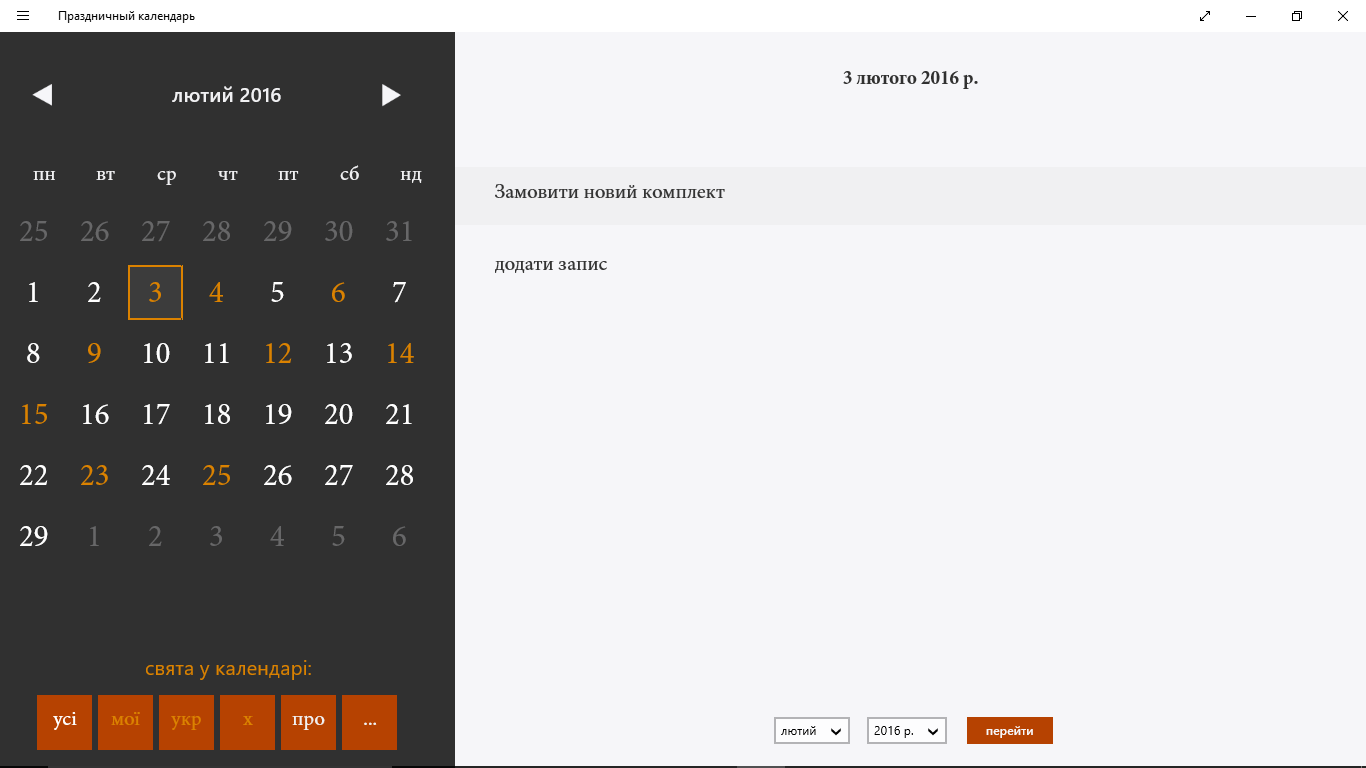 Праздничный календарь
лютий 2016
пн вт ср чт пт сб нд
25 26 27 28 29 30 31
1 2 3 4 5 6 7
8 9 10 11 12 13 14
15 16 17 18 19 20 21
22 23 24 25 26 27 28
29 1 2 3 4 5 6
свята у календарі:
усі мої укр х про ...
3 лютого 2016 р.
Замовити новий комплект
додати запис
лютий 2016 р. перейти